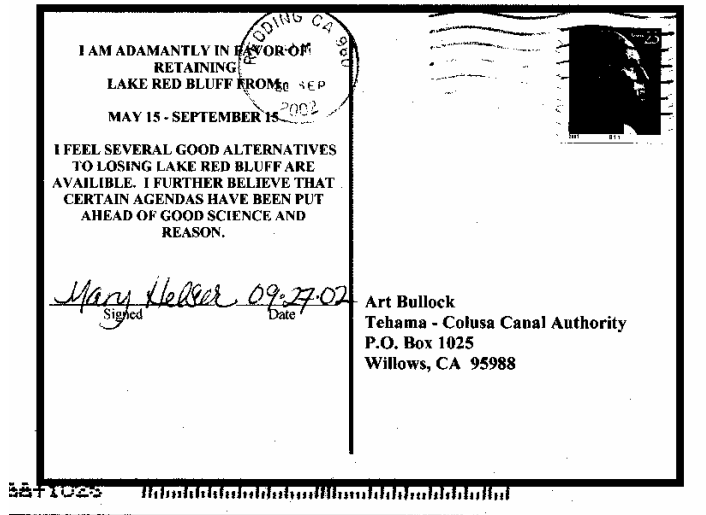 I AM ADAMANTLY IN FAVOR OF
RETAINING
LAKE RED BLUFF FROM
MAY 15 - SEPTEMBER 15
I FEEL SEVERAL GOOD ALTERNATIVES
TO LOSING LAKE RED BLUFF ARE
AVAILIBLE. I FURTHER BELIEVE THAT
CERTAIN AGENDAS HAVE BEEN PUT
AHEAD OF GOOD SCIENCE AND
REASON.
Mary Helser 09-27-02
Signed Date
REDDING CA 960
SEP
2002
23
2001
Art Bullock
Tehama - Colusa Canal Authority
P.O. Box 1025
Willows, CA 95988